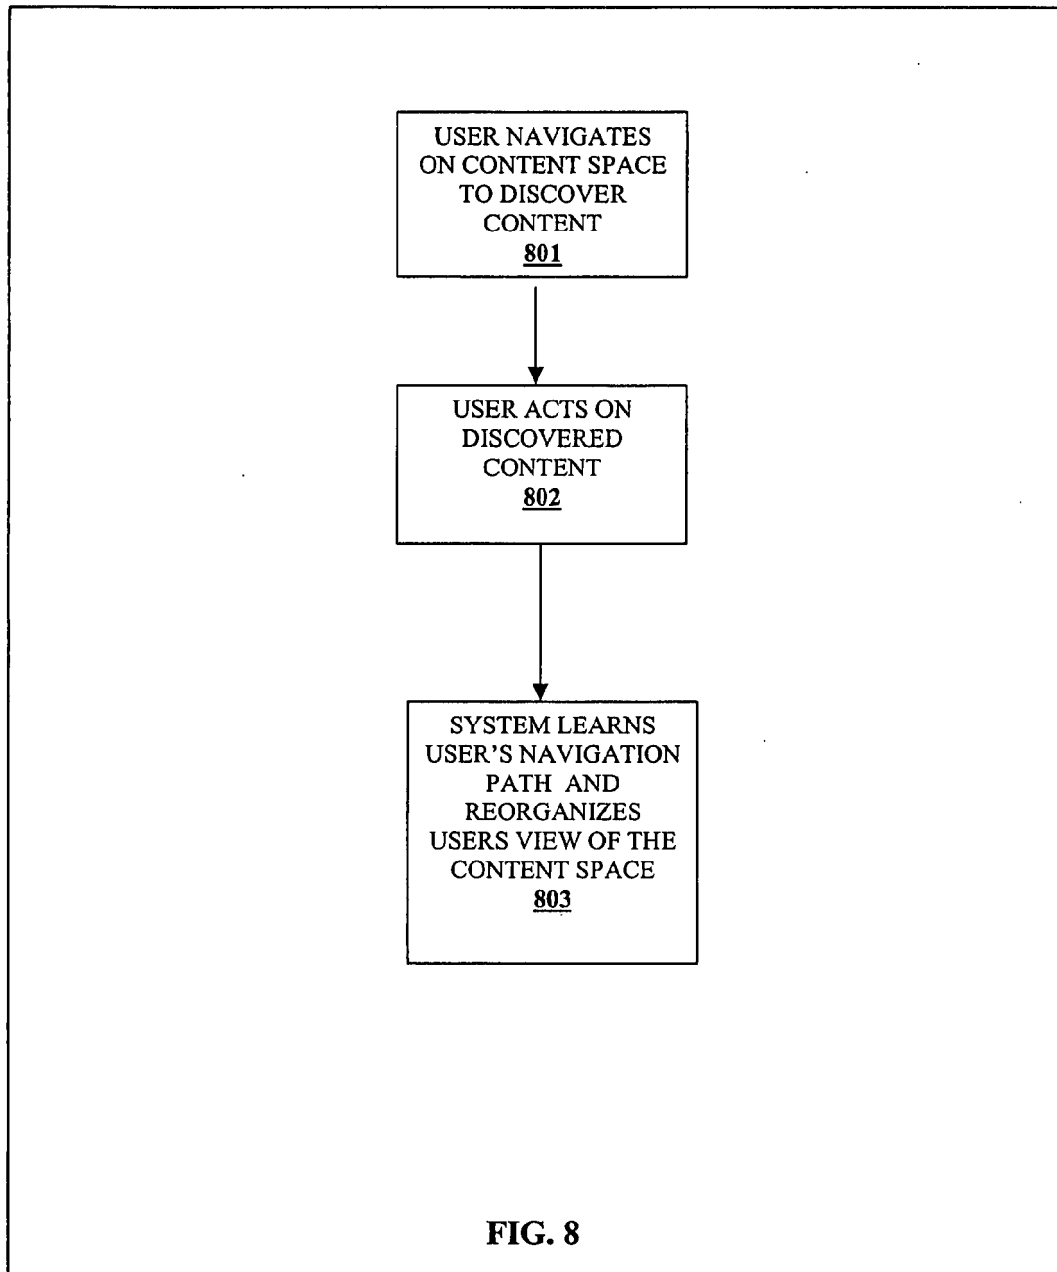 USER NAVIGATES
ON CONTENT SPACE
TO DISCOVER
CONTENT
801
USER ACTS ON
DISCOVERED
CONTENT
802
SYSTEM LEARNS
USER’S NAVIGATION
PATH AND
REORGANIZES
USERS VIEW OF THE
CONTENT SPACE
803
FIG. 8